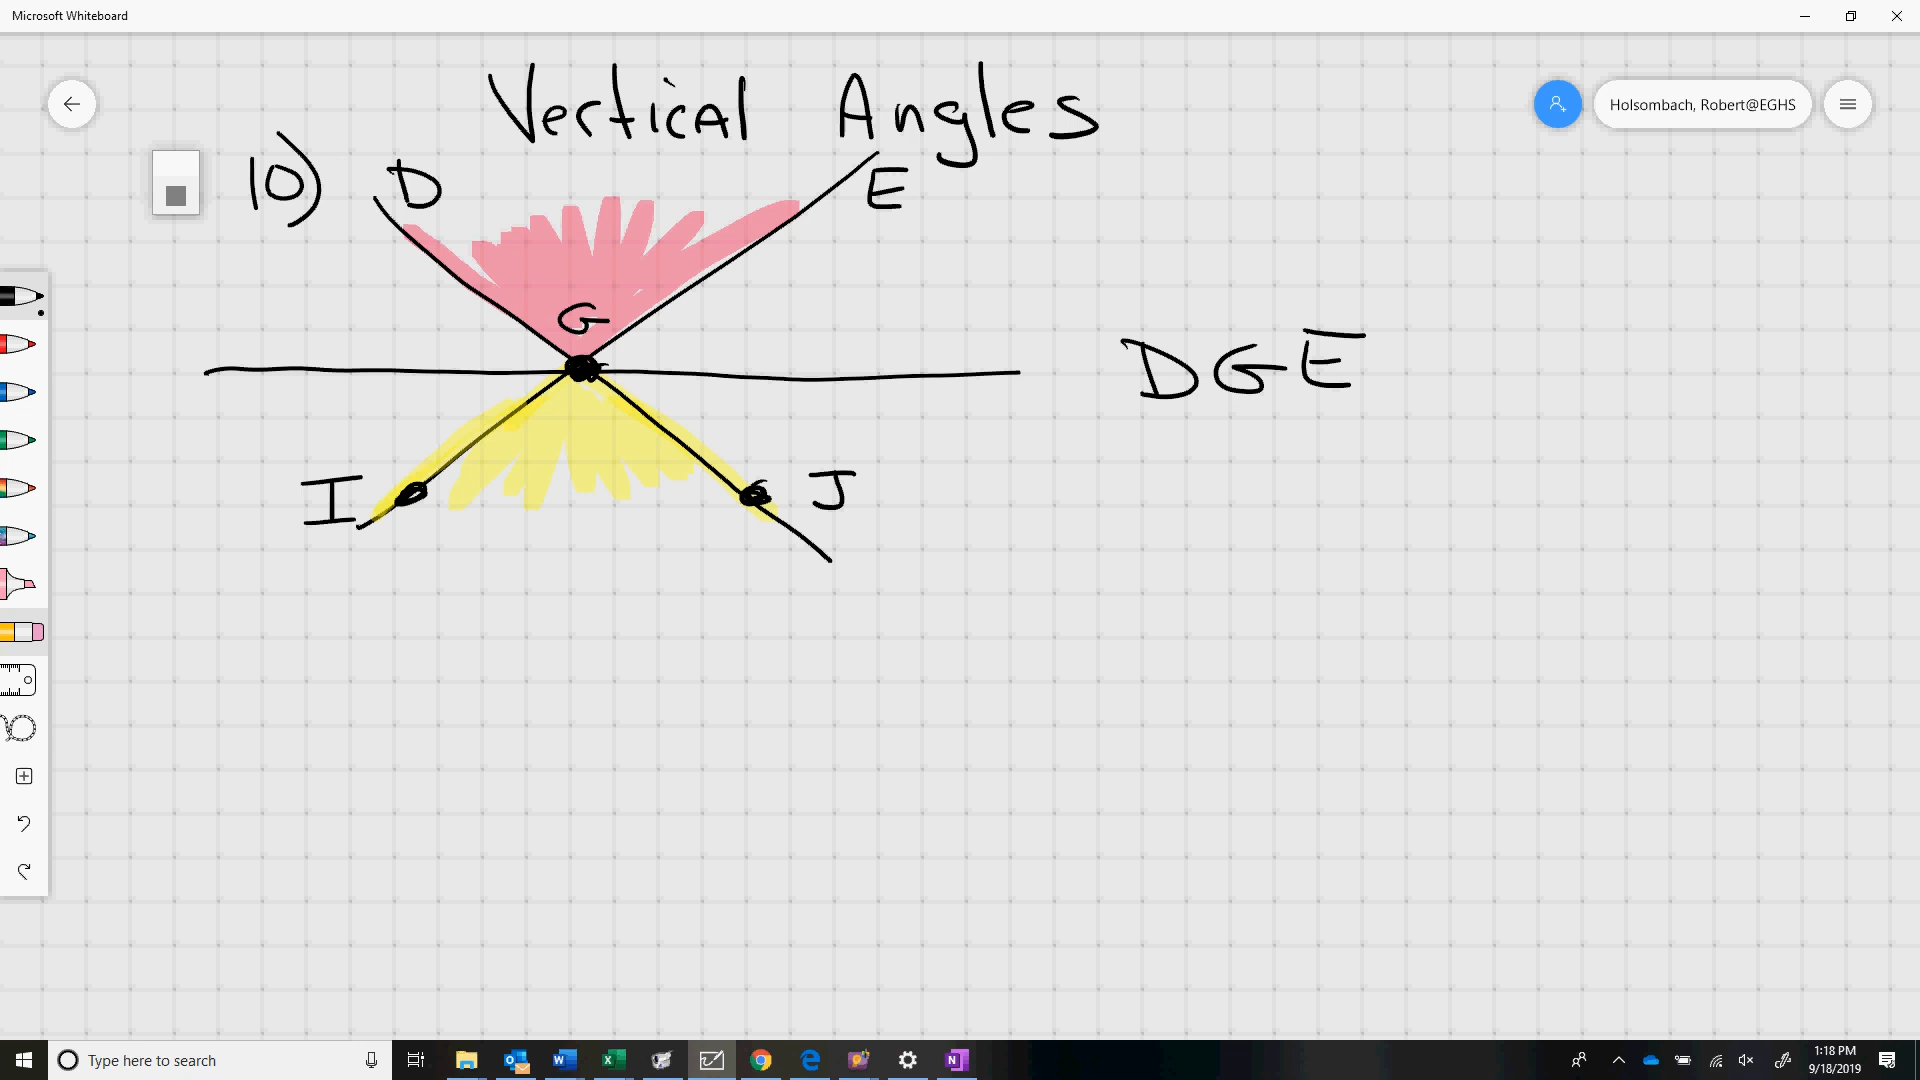 Microsoft Whiteboard
Vertical Angles
Holsombach, Robert@EGHS
10) D E
G
DGE
I J
Type here to search
1:18 PM
9/18/2019